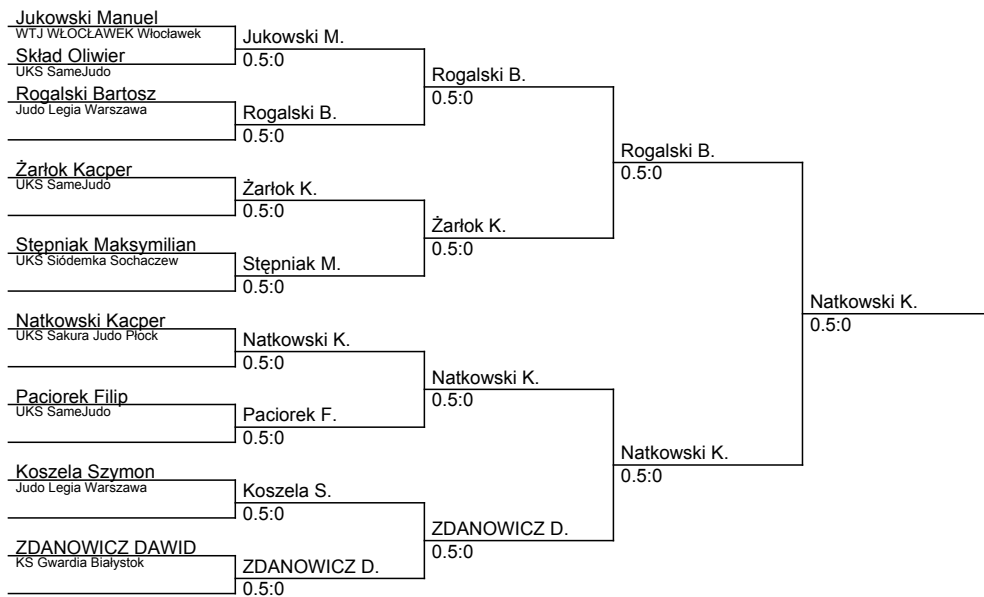 Jukowski Manuel
WTJ WŁOCŁAWEK Włocławek
Skład Oliwier
UKS SameJudo
Rogalski Bartosz
Judo Legia Warszawa
Żarłok Kacper
UKS SameJudo
Stępniak Maksymilian
UKS Siódemka Sochaczew
Natkowski Kacper
UKS Sakura Judo Płock
Paciorek Filip
UKS SameJudo
Koszela Szymon
Judo Legia Warszawa
ZDANOWICZ DAWID
KS Gwardia Białystok
Jukowski M.
0.5:0
Rogalski B.
0.5:0
Żarłok K.
0.5:0
Stępniak M.
0.5:0
Natkowski K.
0.5:0
Paciorek F.
0.5:0
Koszela S.
0.5:0
ZDANOWICZ D.
0.5:0
Rogalski B.
0.5:0
Żarłok K.
0.5:0
Natkowski K.
0.5:0
ZDANOWICZ D.
0.5:0
Rogalski B.
0.5:0
Natkowski K.
0.5:0
Natkowski K.
0.5:0